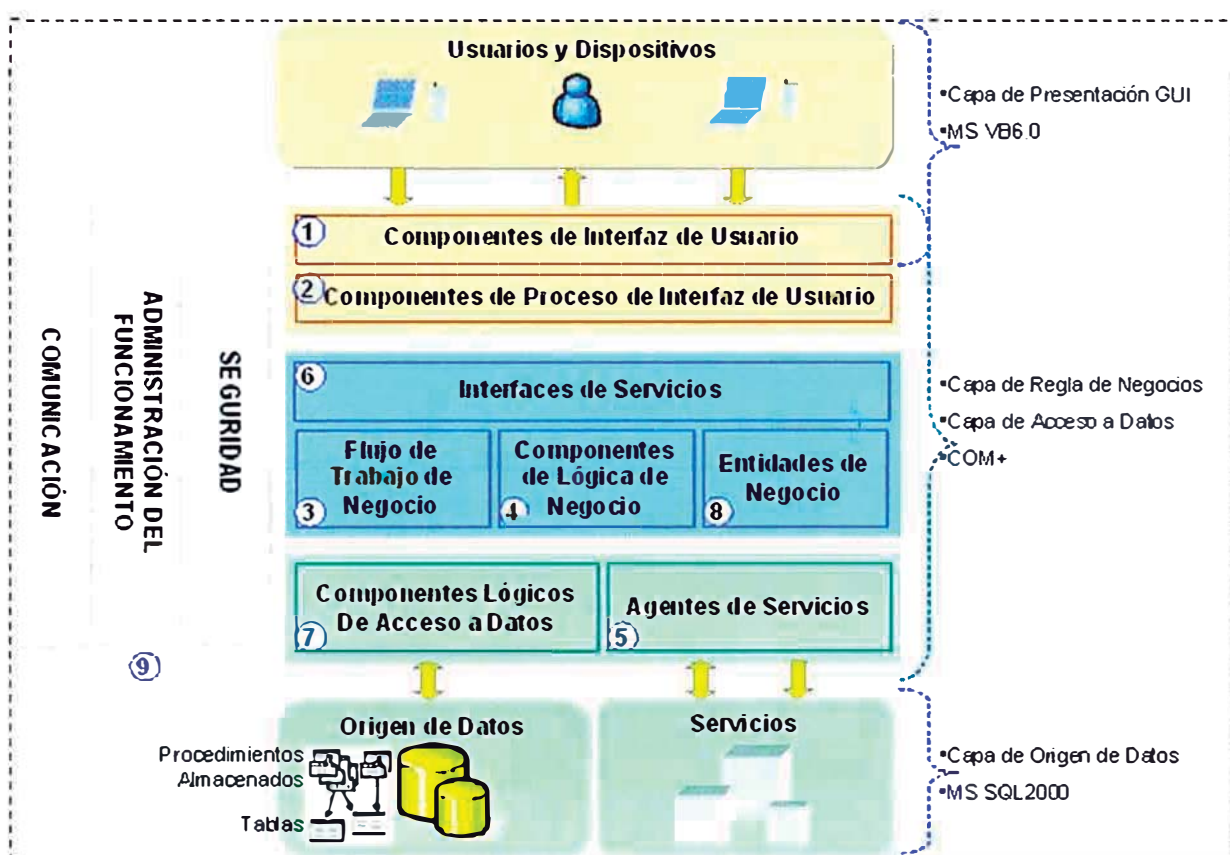 Usuarios y Dispositivos
•Capa de Presentación GUI
•MS VB6.0
1
Componentes de Interfaz de Usuario
2
Componentes de Proceso de Interfaz de Usuario
COMUNICACIÓN
ADMINISTRACIÓN DEL
FUNCIONAMIENTO
SEGURIDAD
9
6
Interfaces de Servicios
Flujo de
Trabajo de
Negocio
3
Componentes
de Lógica de
Negocio
4
Entidades de
Negocio
8
•Capa de Regla de Negocios
•Capa de Acceso a Datos
•COM+
Componentes Lógicos
De Acceso a Datos
7
Agentes de Servicios
5
Origen de Datos
Procedimientos
Almacenados
Tablas
Servicios
•Capa de Origen de Datos
•MS SQL2000